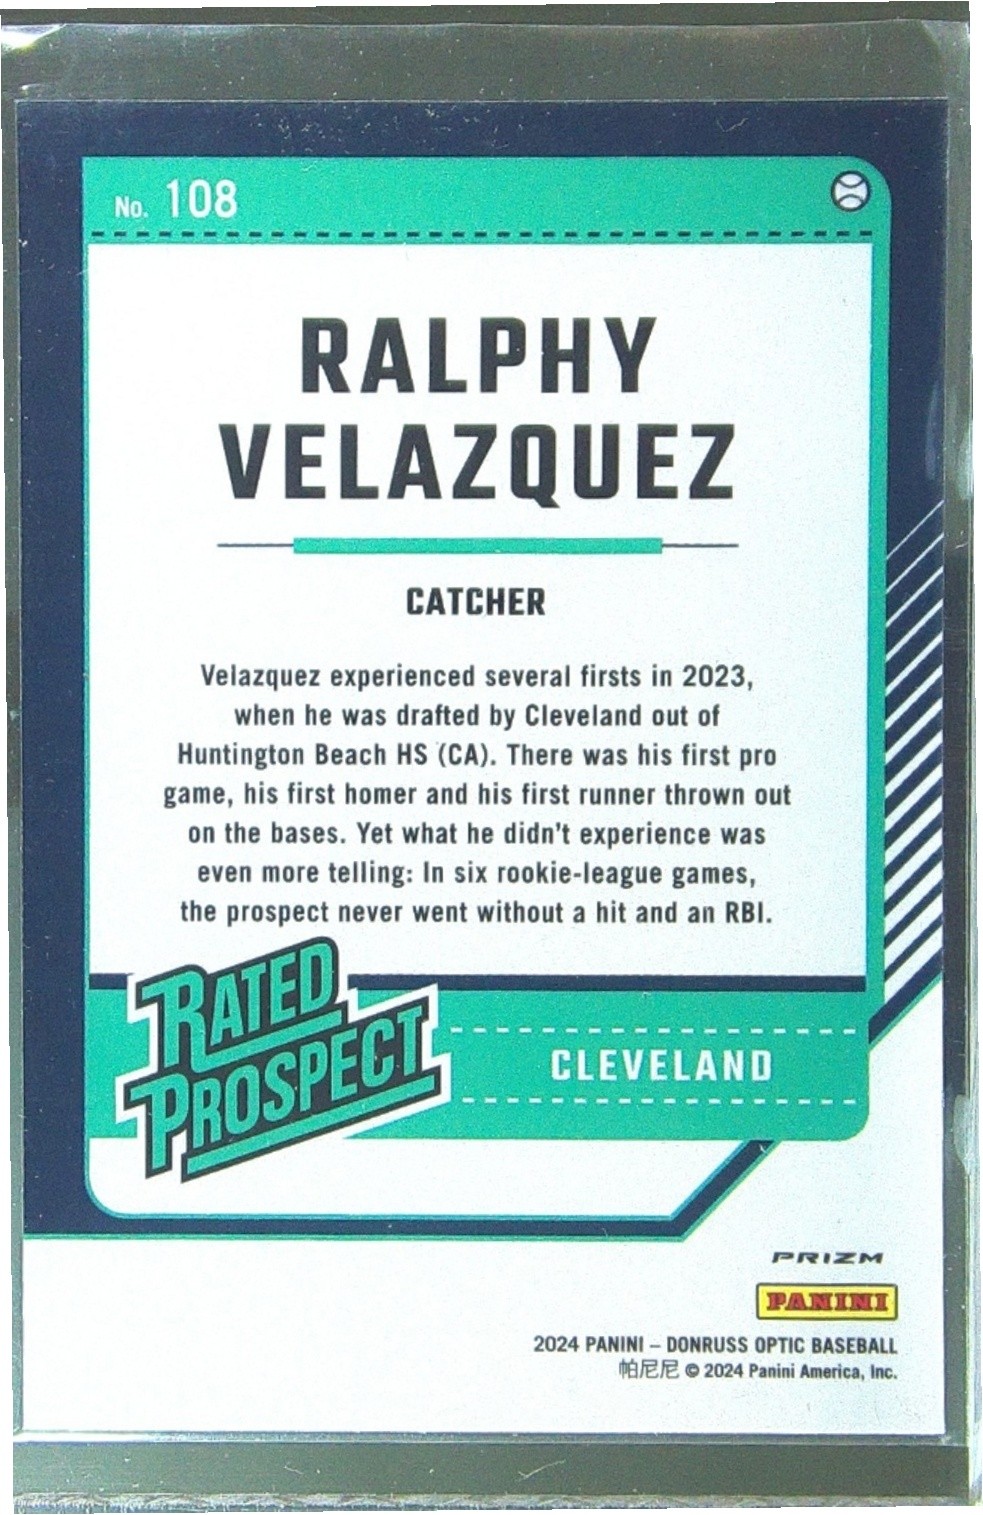 No. 108
RALPHY
VELAZQUEZ
CATCHER
Velazquez experienced several firsts in 2023,
when he was drafted by Cleveland out of
Huntington Beach HS (CA). There was his first pro
game, his first homer and his first runner thrown out
on the bases. Yet what he didn't experience was
even more telling: In six rookie-league games,
the prospect never went without a hit and an RBI.
RATED
PROSPECT
CLEVELAND
PRIZM
PANINI
2024 PANINI – DONRUSS OPTIC BASEBALL
帕尼尼 © 2024 Panini America, Inc.